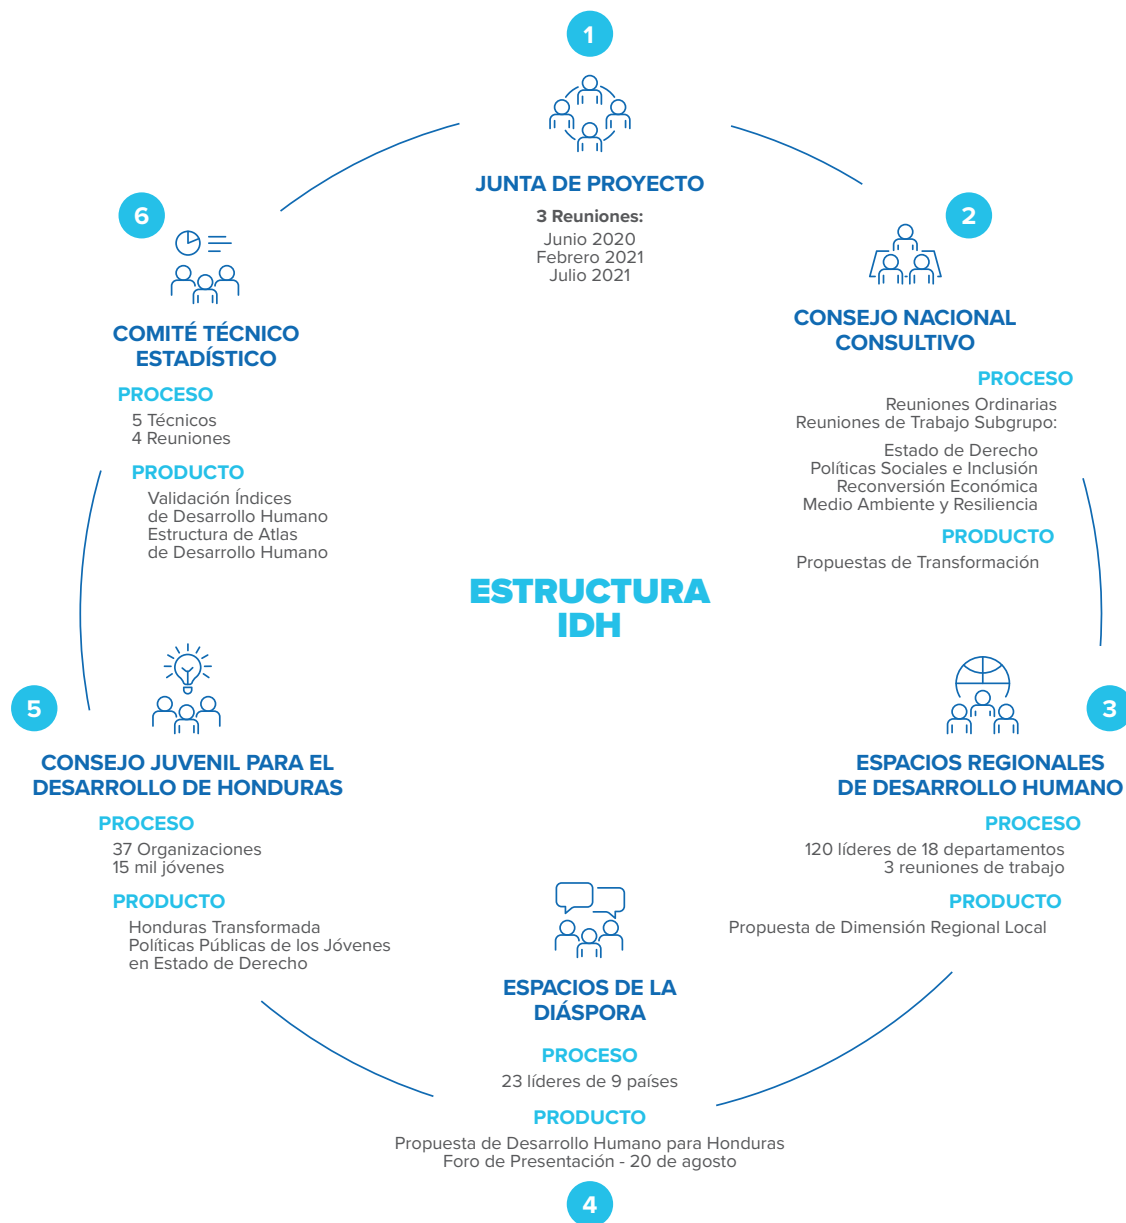 1
JUNTA DE PROYECTO
3 Reuniones:
Junio 2020
Febrero 2021
Julio 2021
2
CONSEJO NACIONAL
CONSULTIVO
PROCESO
Reuniones Ordinarias
Reuniones de Trabajo Subgrupo:
Estado de Derecho
Políticas Sociales e Inclusión
Reconversión Económica
Medio Ambiente y Resiliencia
PRODUCTO
Propuestas de Transformación
3
ESPACIOS REGIONALES
DE DESARROLLO HUMANO
PROCESO
120 líderes de 18 departamentos
3 reuniones de trabajo
PRODUCTO
Propuesta de Dimensión Regional Local
ESPACIOS DE LA
DIÁSPORA
PROCESO
23 líderes de 9 países
PRODUCTO
Propuesta de Desarrollo Humano para Honduras
Foro de Presentación - 20 de agosto
4
5
CONSEJO JUVENIL PARA EL
DESARROLLO DE HONDURAS
PROCESO
37 Organizaciones
15 mil jóvenes
PRODUCTO
Honduras Transformada
Políticas Públicas de los Jóvenes
en Estado de Derecho
6
COMITÉ TÉCNICO
ESTADÍSTICO
PROCESO
5 Técnicos
4 Reuniones
PRODUCTO
Validación Índices
de Desarrollo Humano
Estructura de Atlas
de Desarrollo Humano
ESTRUCTURA
IDH